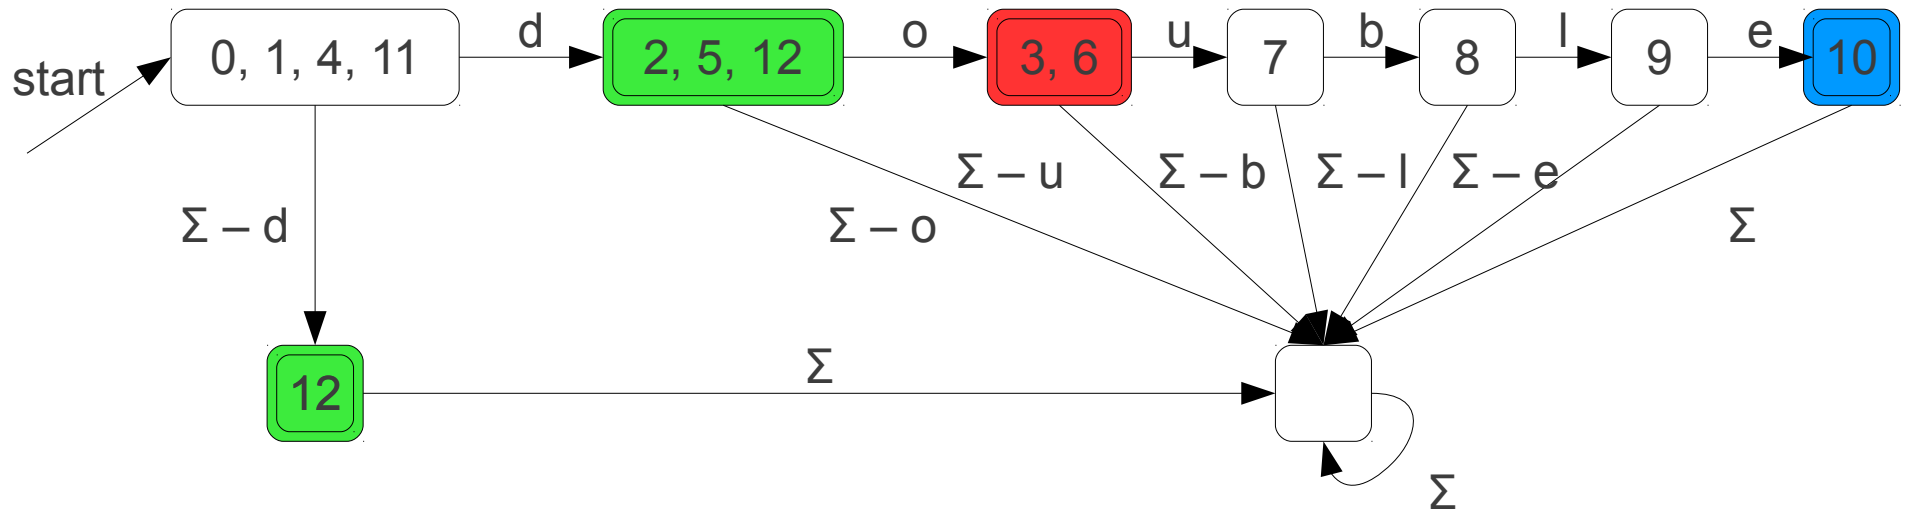 start
0, 1, 4, 11
d
2, 5, 12
o
3, 6
u
7
b
8
l
9
e
10
Σ – d
Σ – o
Σ – u
Σ – b
Σ – l
Σ – e
Σ
12
Σ
Σ